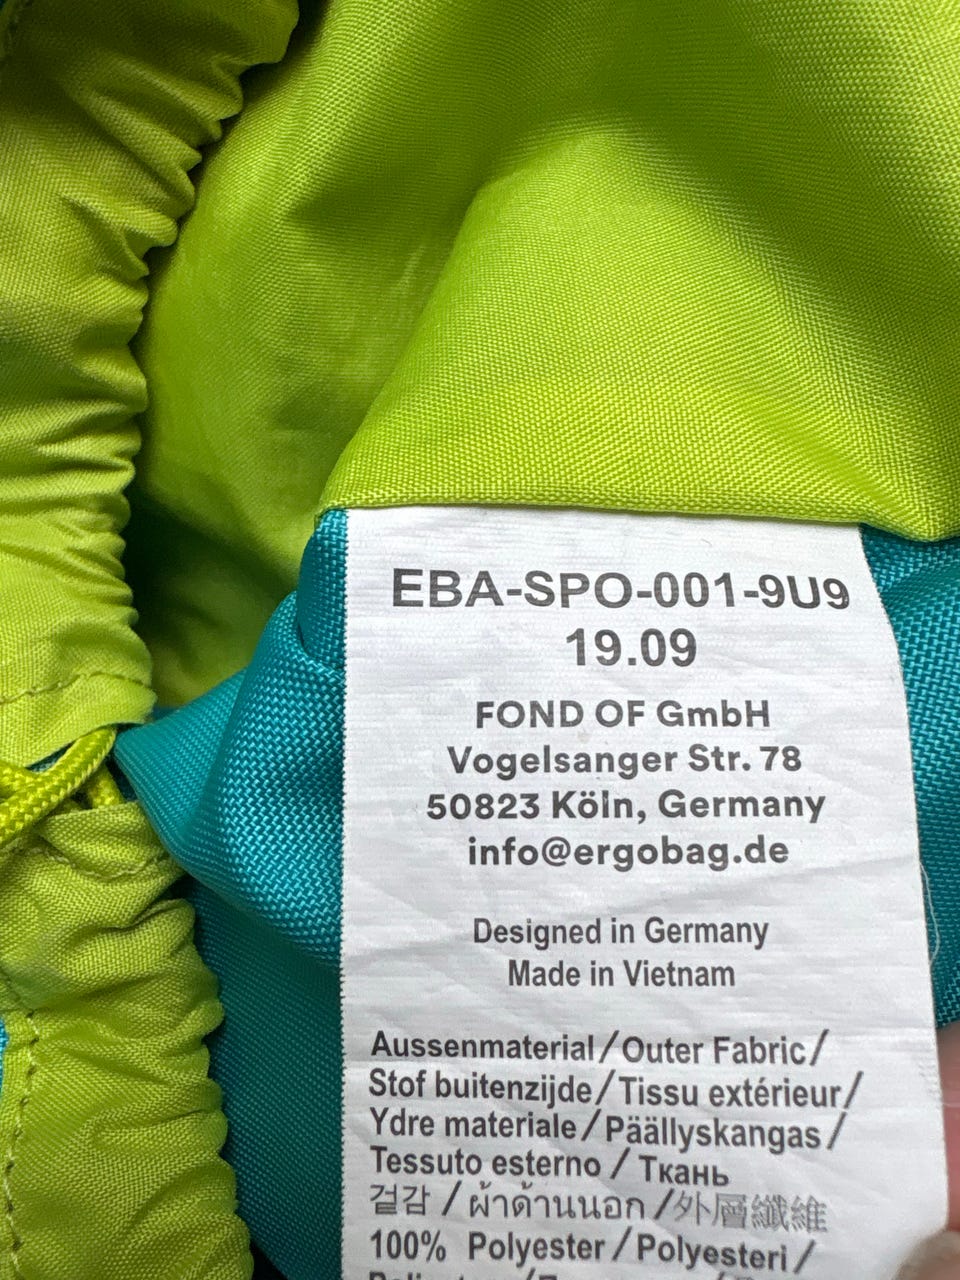 EBA-SPO-001-9U9
19.09
FOND OF GmbH
Vogelsanger Str. 78
50823 Köln, Germany
info@ergobag.de
Designed in Germany
Made in Vietnam
Aussenmaterial/Outer Fabric/
Stof buitenzijde/Tissu extérieur/
Ydre materiale/Päällyskangas/
Tessuto esterno/Ткань
겉감/ผ้าด้านนอก/外層纖維
100% Polyester/Polyesteri/